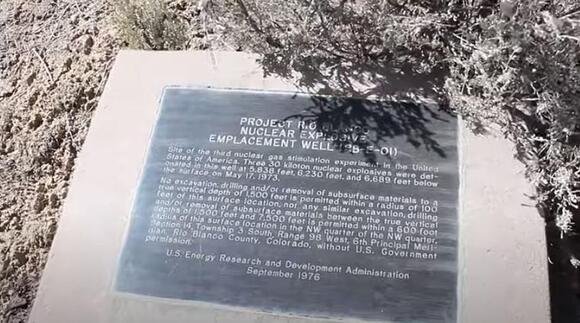 PROJECT RIO BLANCO
NUCLEAR EXPLOSIVE
EMPLACEMENT WELL (RB-E-01)
Site of the third nuclear gas stimulation experiment in the United
States of America. Three 30 kiloton nuclear explosives were det-
onated in this well at 5,838 feet, 6,230 feet, and 6,689 feet below
the surface on May 17, 1973.
No excavation, drilling and/or removal of subsurface materials to a
true vertical depth of 1,500 feet is permitted within a radius of 100
feet of this surface location, nor any similar excavation, drilling
and/or removal of subsurface materials between the true vertical
depths of 1,500 feet and 7,500 feet is permitted within a 600 foot
radius of this surface location in the NW quarter of the NW quarter,
Section 14, Township 3 South, Range 98 West, 6th Principal Meri-
dian, Rio Blanco County, Colorado, without U.S. Government
permission.
U.S. Energy Research and Development Administration
September 1976